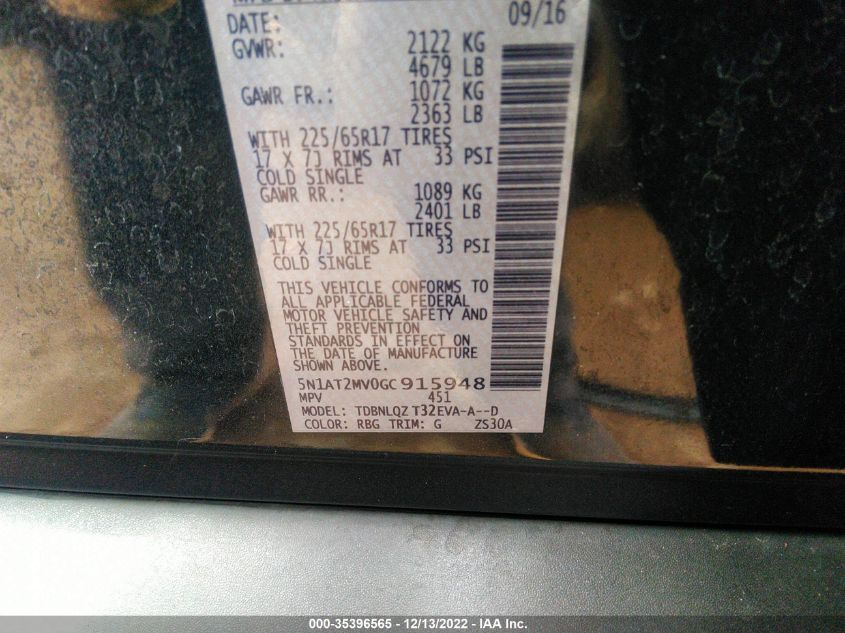 DATE: 09/16
GVWR: 2122 KG
4679 LB
GAWR FR.: 1072 KG
2363 LB
WITH 225/65R17 TIRES
17 X 7J RIMS AT 33 PSI
COLD SINGLE
GAWR RR.: 1089 KG
2401 LB
WITH 225/65R17 TIRES
17 X 7J RIMS AT 33 PSI
COLD SINGLE
THIS VEHICLE CONFORMS TO
ALL APPLICABLE FEDERAL
MOTOR VEHICLE SAFETY AND
THEFT PREVENTION
STANDARDS IN EFFECT ON
THE DATE OF MANUFACTURE
SHOWN ABOVE.
5N1AT2MV0GC915948
MPV 451
MODEL: TDBNLQZ T32EVA-A--D
COLOR: RBG TRIM: G ZS30A
000-35396565 - 12/13/2022 - IAA Inc.